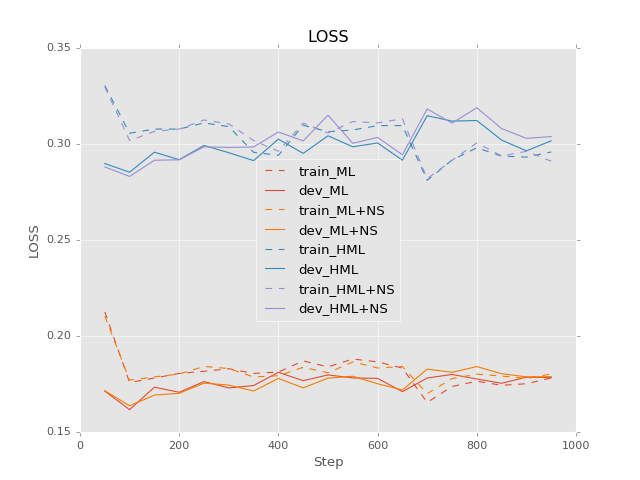 LOSS
0.35
0.30
0.25
0.20
0.15
LOSS
train_ML
dev_ML
train_ML+NS
dev_ML+NS
train_HML
dev_HML
train_HML+NS
dev_HML+NS
0
200
400
600
800
1000
Step